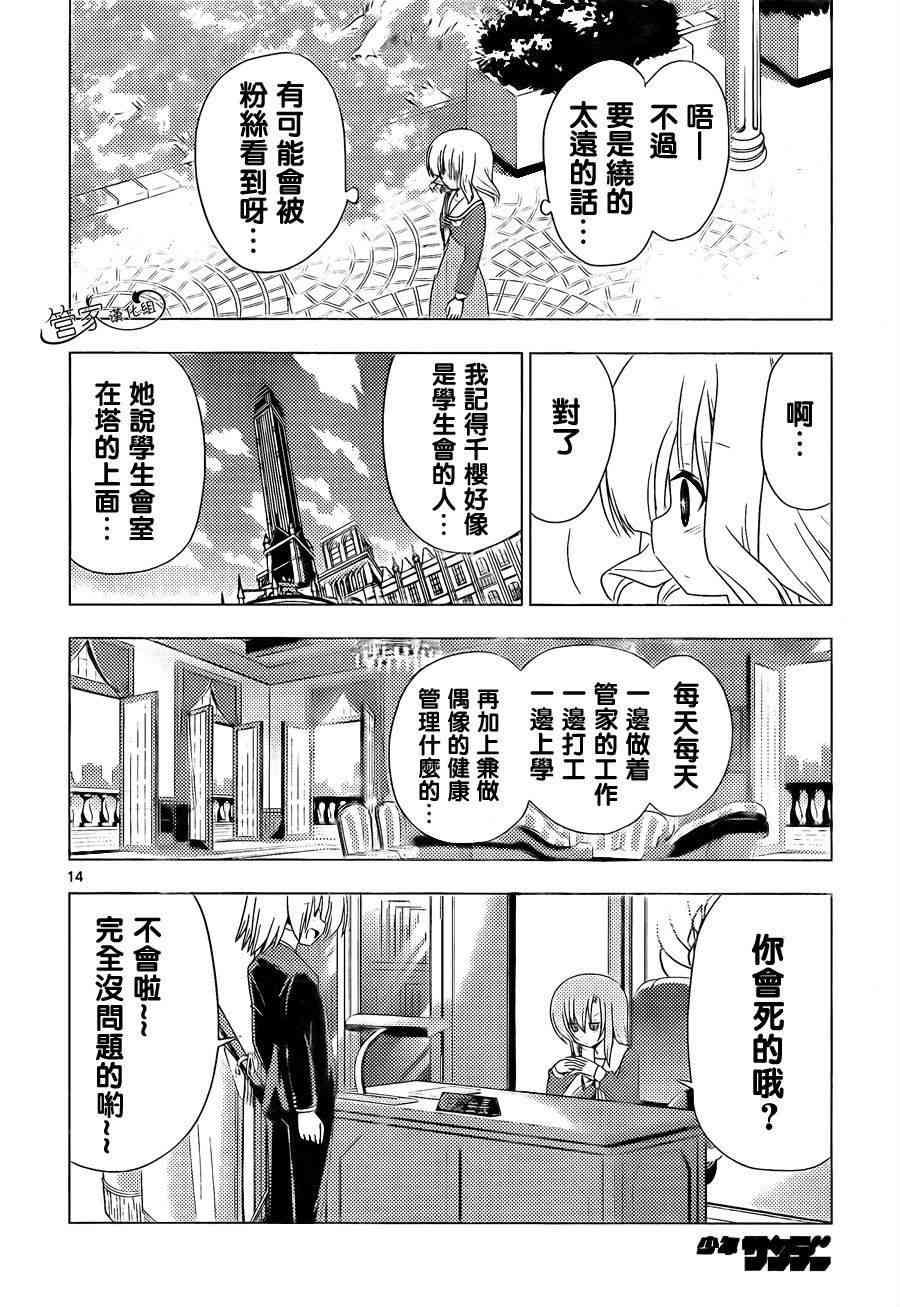 唔—
不過
要是繞的
太遠的話…
有可能會被
粉絲看到呀…
管家漢化組
啊…
對了
我記得千櫻好像
是學生會的人…
她說學生會室
在塔的上面…
每天每天
一邊做着
管家的工作
一邊打工
一邊上學
再加上兼做
偶像的健康
管理什麼的…
14
你會死的哦?
不會啦~~
完全沒問題的喲~~
少年サンデー